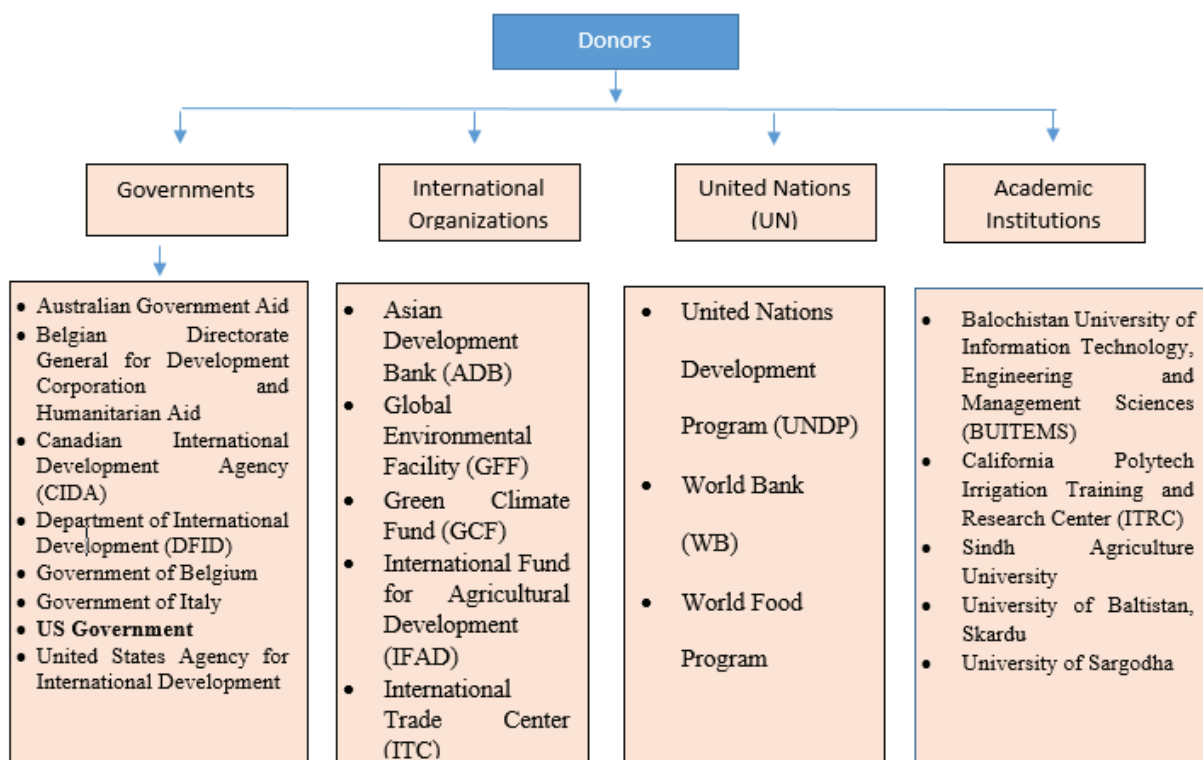 Donors
Governments
International
Organizations
United Nations
(UN)
Academic
Institutions
• Australian Government Aid
• Belgian Directorate
General for Development
Corporation and
Humanitarian Aid
• Canadian International
Development Agency
(CIDA)
• Department of International
Development (DFID)
• Government of Belgium
• Government of Italy
• US Government
• United States Agency for
International Development
• Asian
Development
Bank (ADB)
• Global
Environmental
Facility (GFF)
• Green Climate
Fund (GCF)
• International Fund
for Agricultural
Development
(IFAD)
• International
Trade Center
(ITC)
• United Nations
Development
Program (UNDP)
• World Bank
(WB)
• World Food
Program
• Balochistan University of
Information Technology,
Engineering and
Management Sciences
(BUITEMS)
• California Polytech
Irrigation Training and
Research Center (ITRC)
• Sindh Agriculture
University
• University of Baltistan,
Skardu
• University of Sargodha